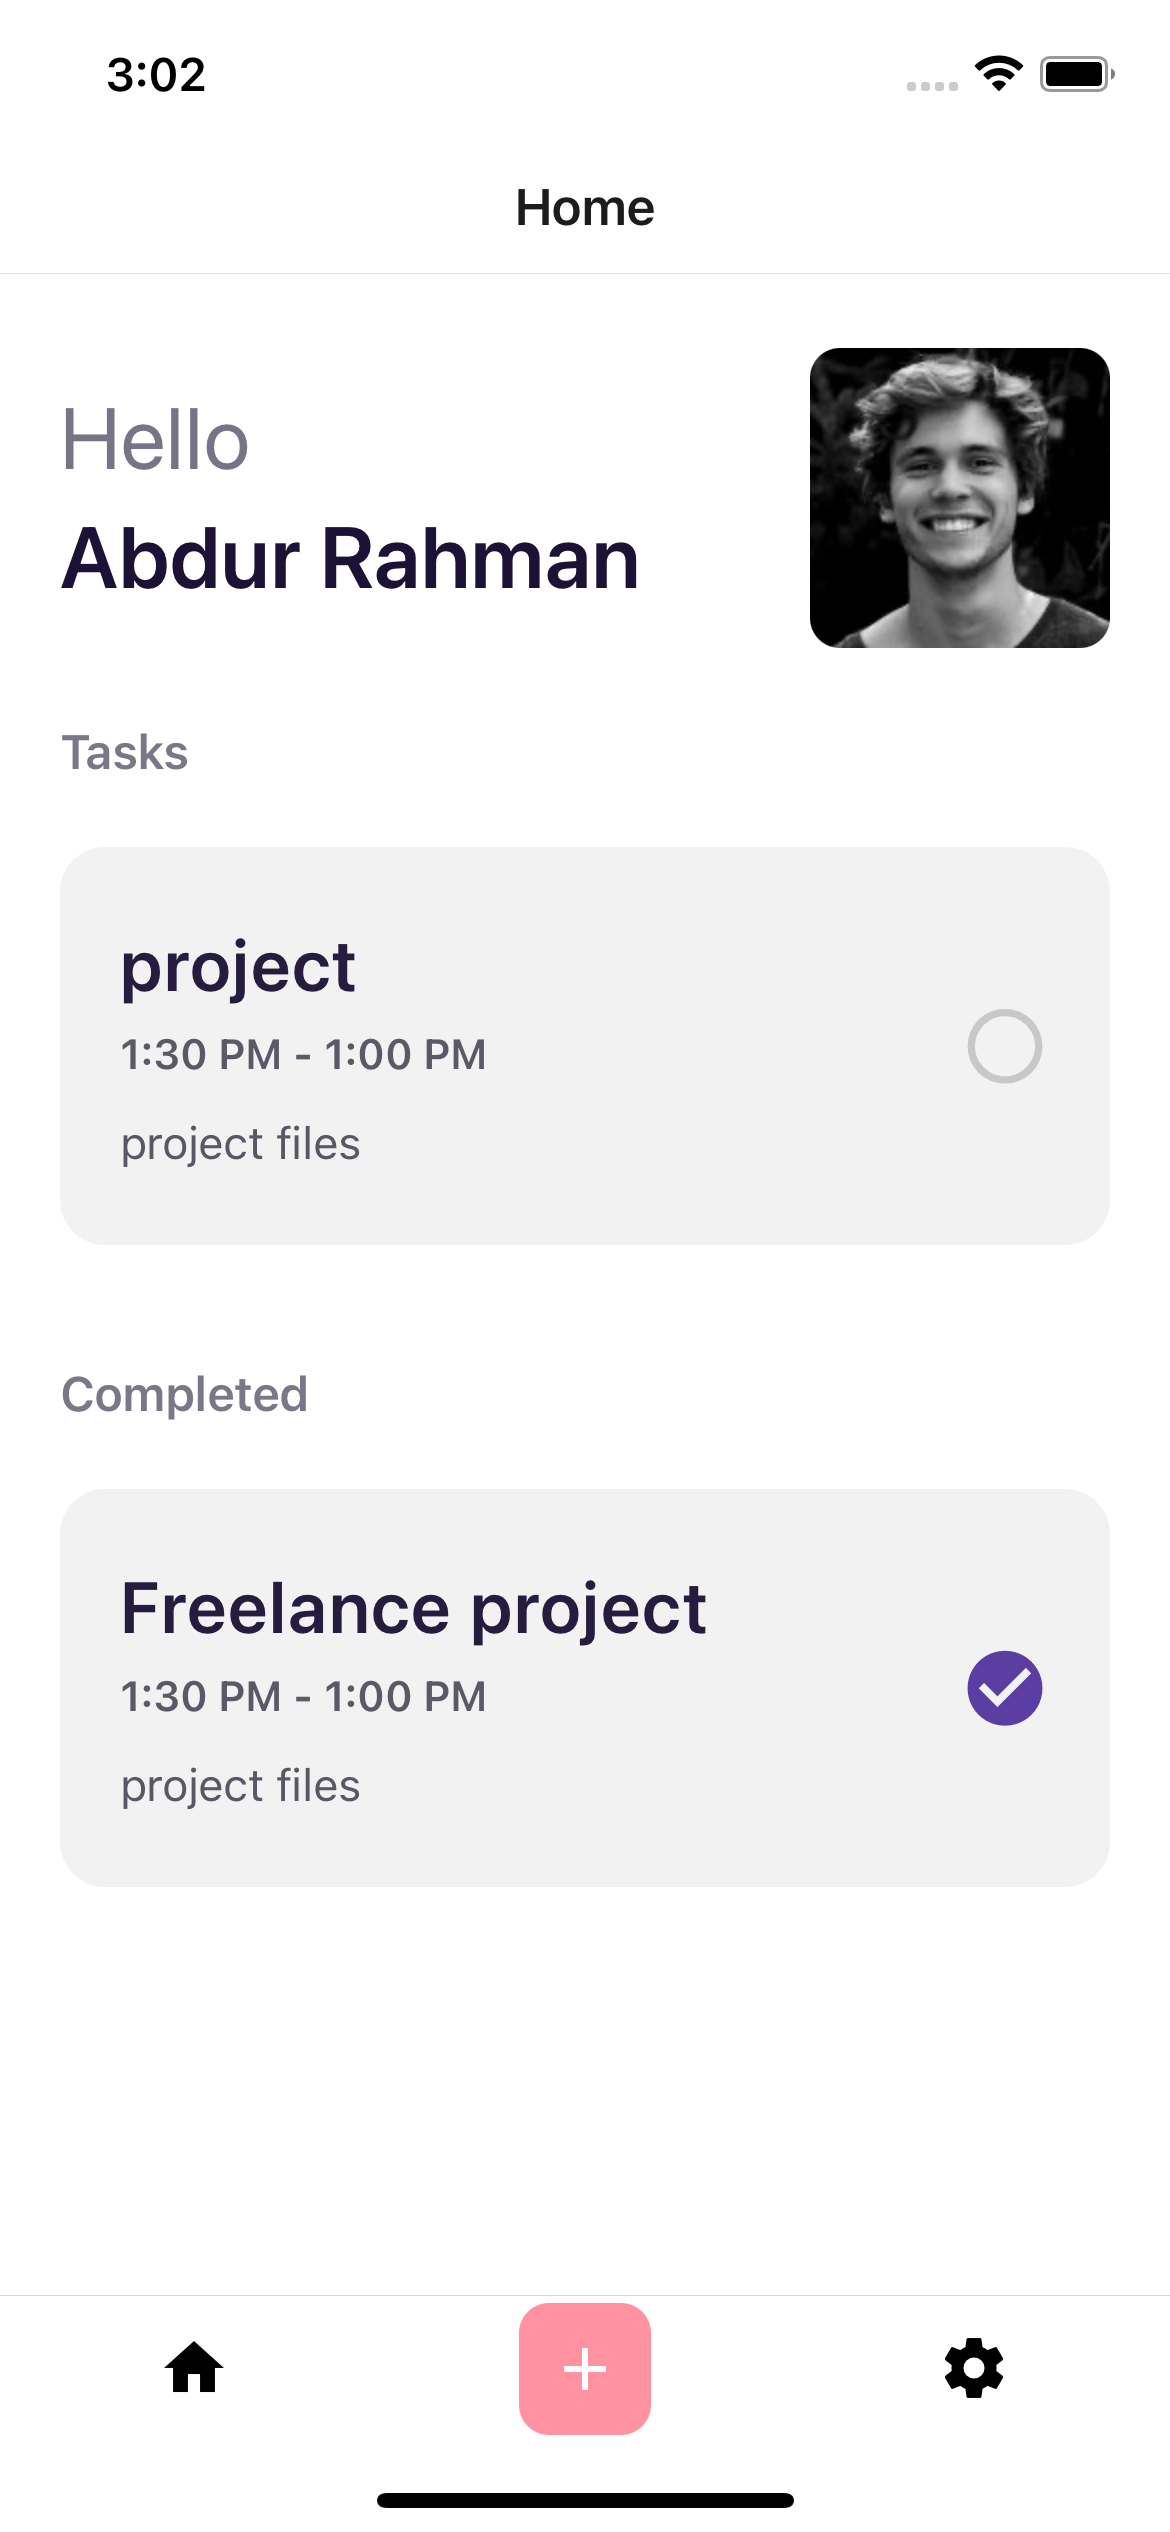 3:02
Home
Hello
Abdur Rahman
Tasks
project
1:30 PM - 1:00 PM
project files
Completed
Freelance project
1:30 PM - 1:00 PM
project files